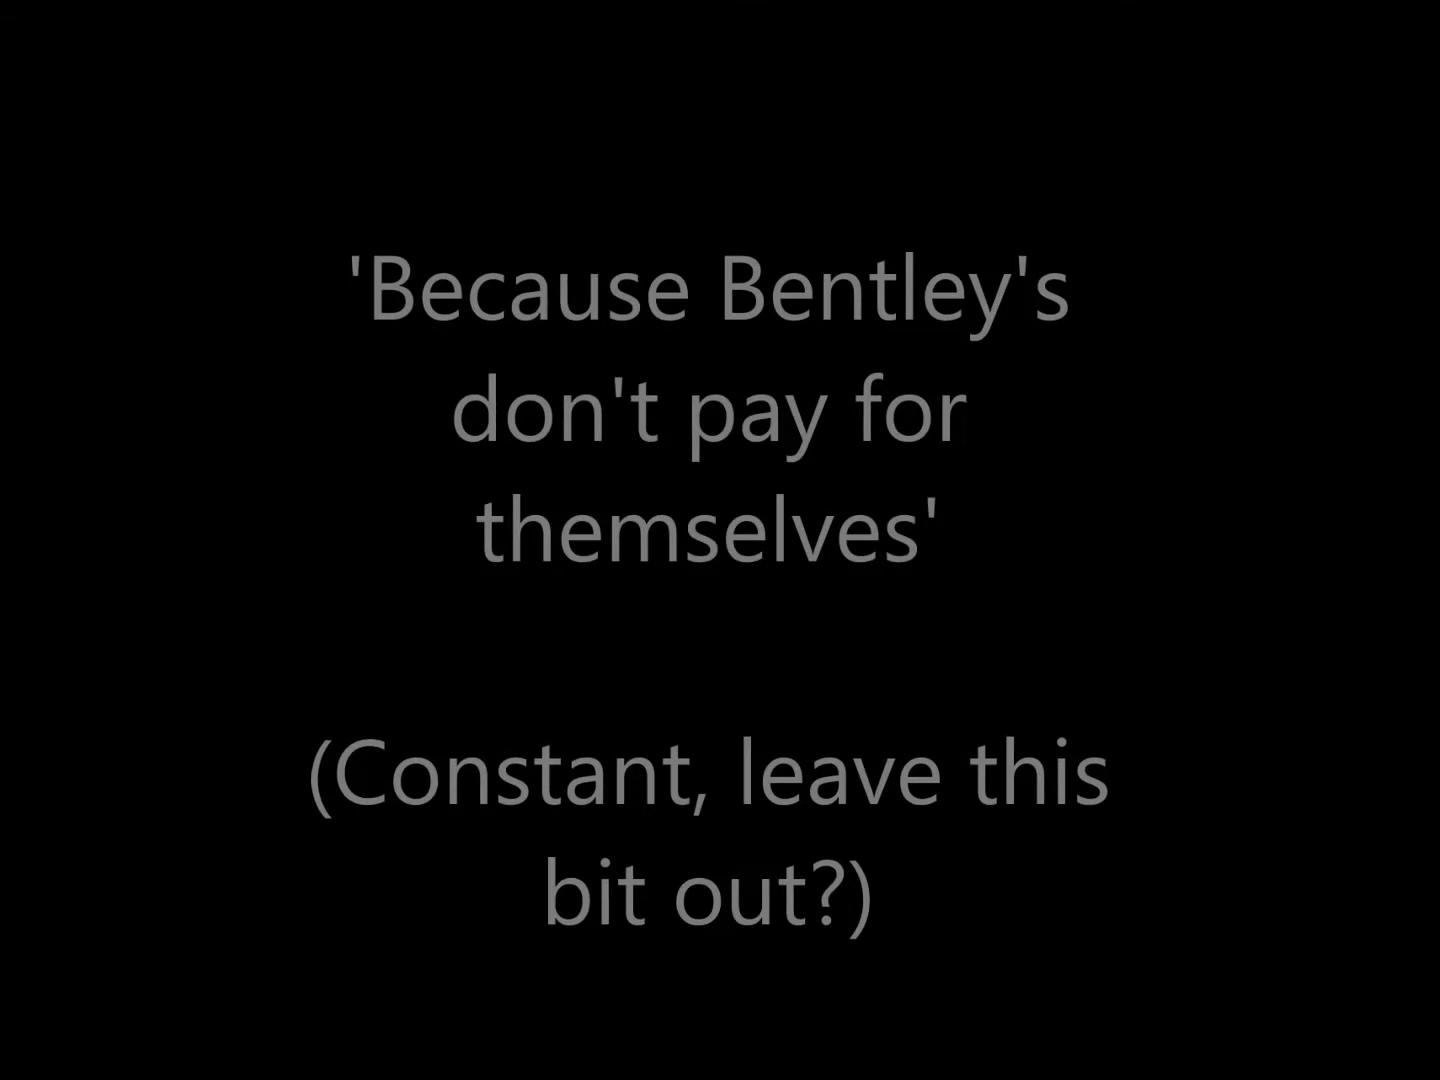 'Because Bentley's
don't pay for
themselves'
(Constant, leave this
bit out?)